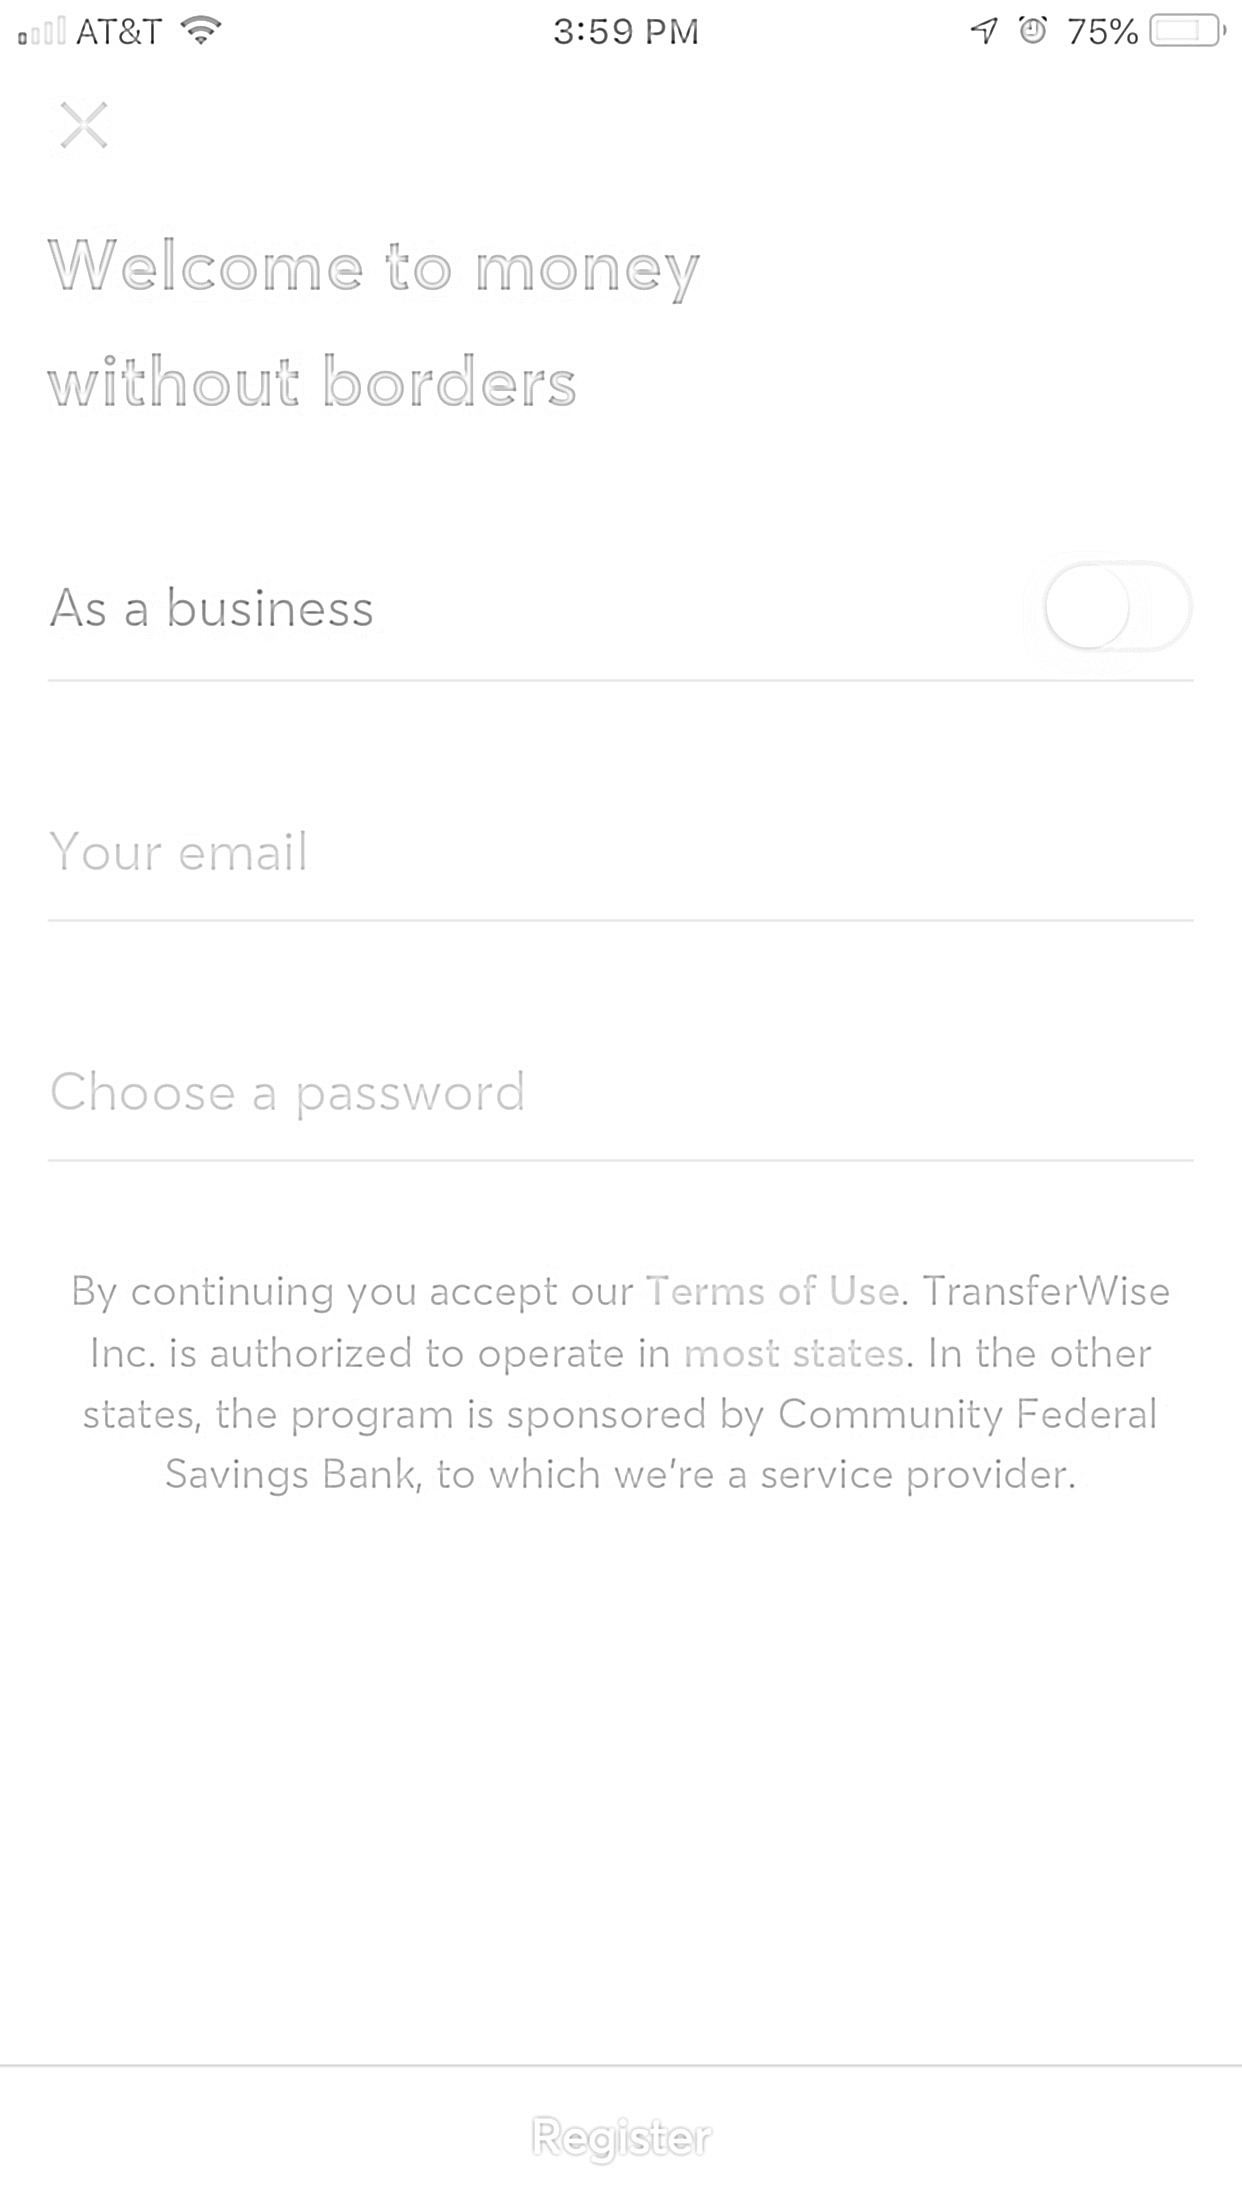 AT&T 3:59 PM 75%
Welcome to money
without borders
As a business
Your email
Choose a password
By continuing you accept our Terms of Use. TransferWise
Inc. is authorized to operate in most states. In the other
states, the program is sponsored by Community Federal
Savings Bank, to which we're a service provider.
Register